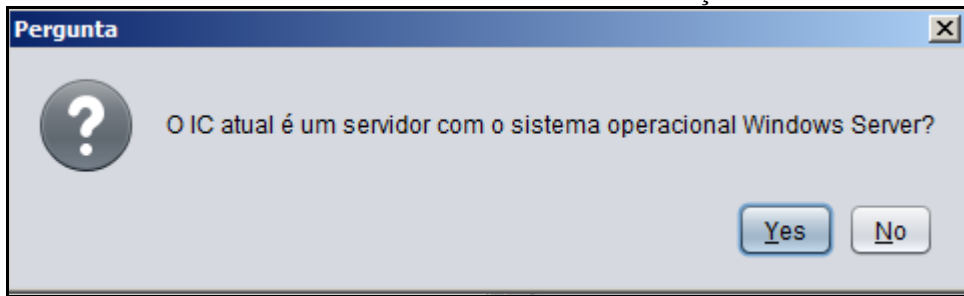 Pergunta
O IC atual é um servidor com o sistema operacional Windows Server?
Yes No